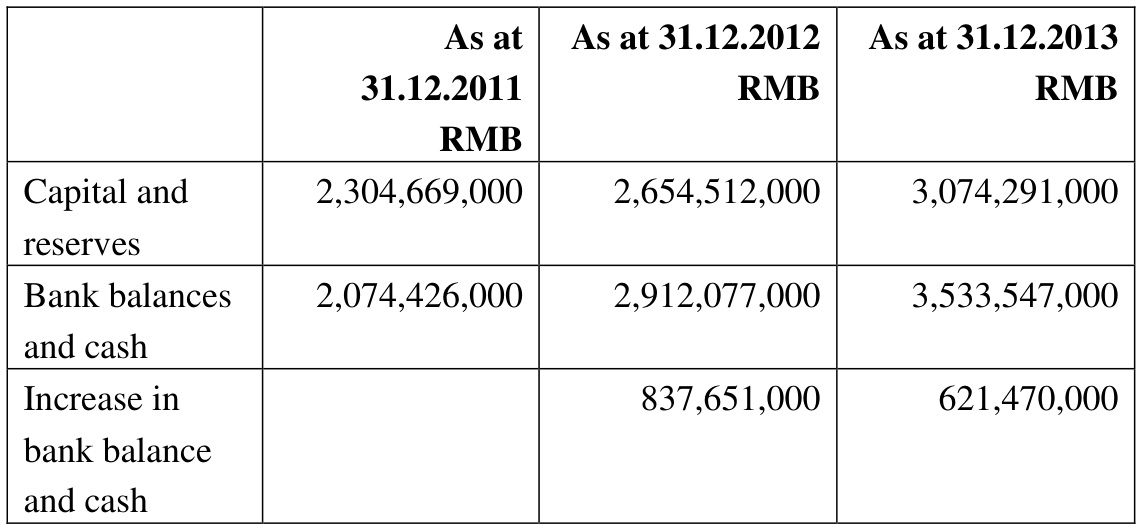 As at As at 31.12.2012 As at 31.12.2013
31.12.2011 RMB RMB
RMB
Capital and 2,304,669,000 2,654,512,000 3,074,291,000
reserves
Bank balances 2,074,426,000 2,912,077,000 3,533,547,000
and cash
Increase in 837,651,000 621,470,000
bank balance
and cash